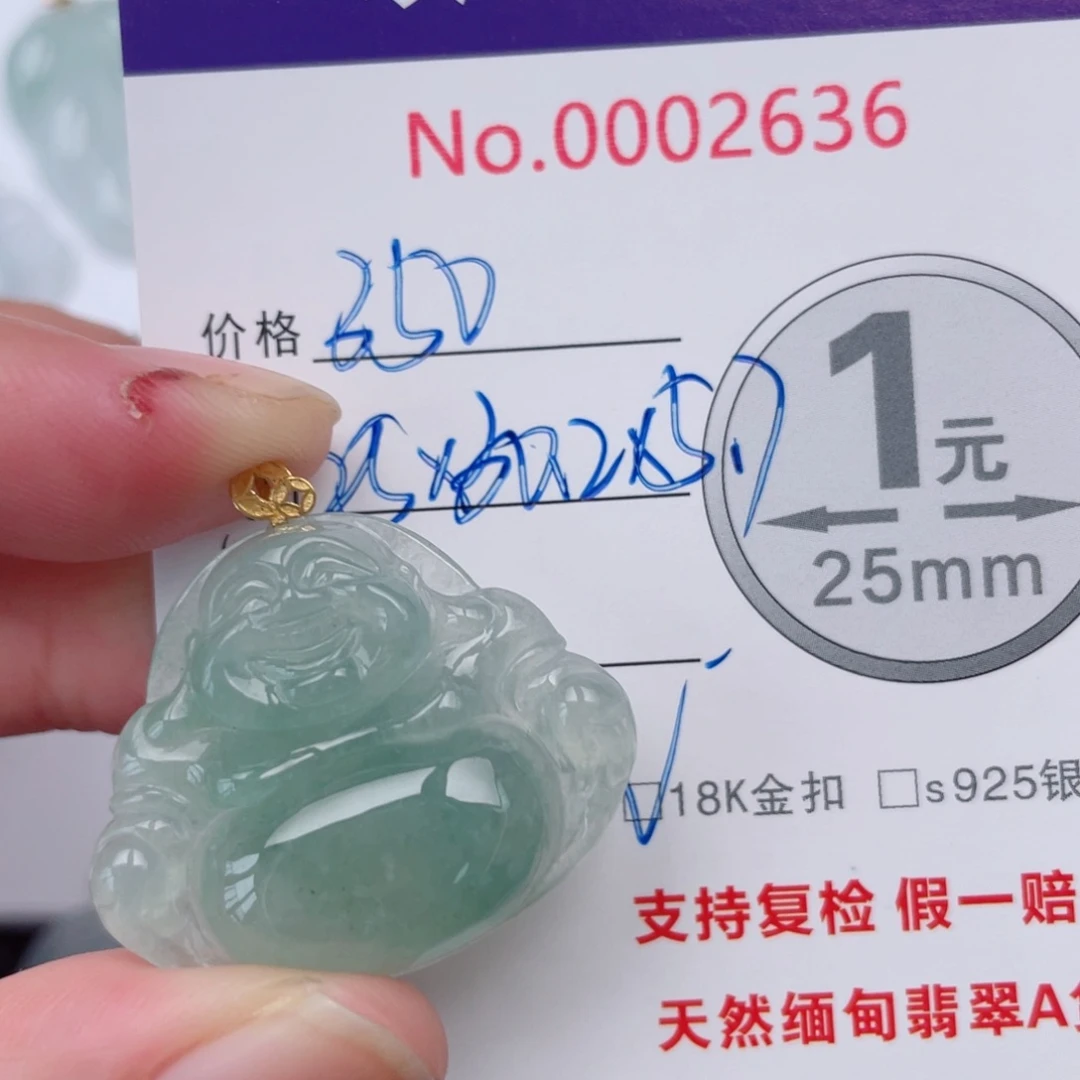 No.0002636
价格 250
1元
25mm
18K金扣 s925银
支持复检 假一赔
天然缅甸翡翠A